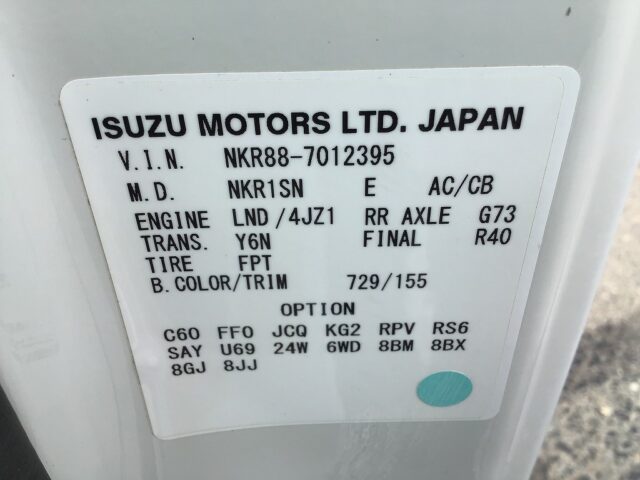 ISUZU MOTORS LTD. JAPAN
V.I.N. NKR88-7012395
M.D. NKR1SN E AC/CB
ENGINE LND/4JZ1 RR AXLE G73
TRANS. Y6N FINAL R40
TIRE FPT
B.COLOR/TRIM 729/155
OPTION
C60 FF0 JCQ KG2 RPV RS6
SAY U69 24W 6WD 8BM 8BX
8GJ 8JJ